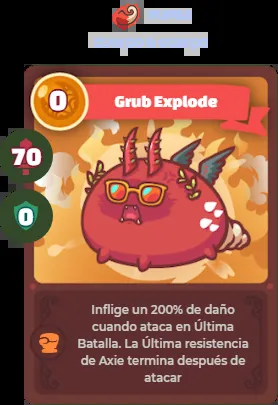 0
Grub Explode
70
0
Inflige un 200% de daño
cuando ataca en Última
Batalla. La Última resistencia
de Axie termina después de
atacar